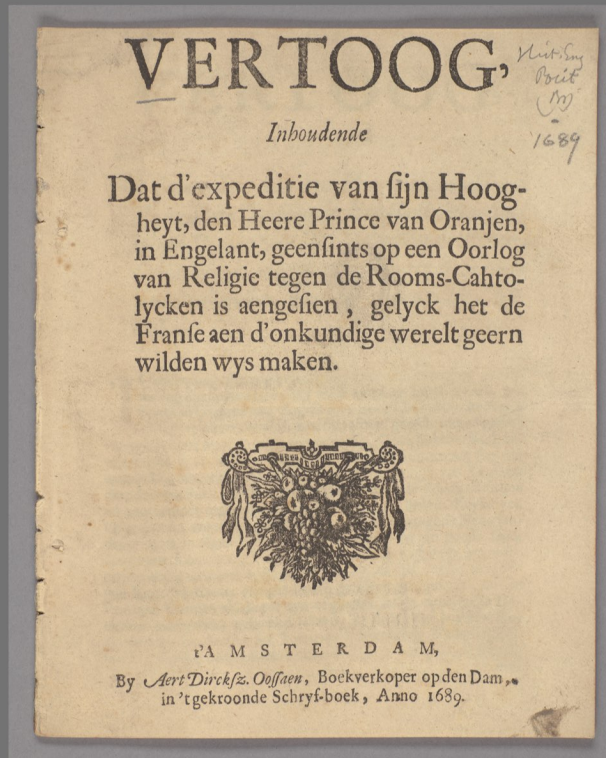 VERTOOG,
Inhoudende
Dat d'expeditie van sijn Hoog-
heyt, den Heere Prince van Oranjen,
in Engelant, geensints op een Oorlog
van Religie tegen de Rooms-Cahto-
lycken is aengesien, gelyck het de
Franse aen d'onkundige werelt geern
wilden wys maken.
t'AMSTERDAM,
By Aert Dircksz. Oossaen, Boekverkoper op den Dam,
in 't gekroonde Schryf-boek, Anno 1689.
1689